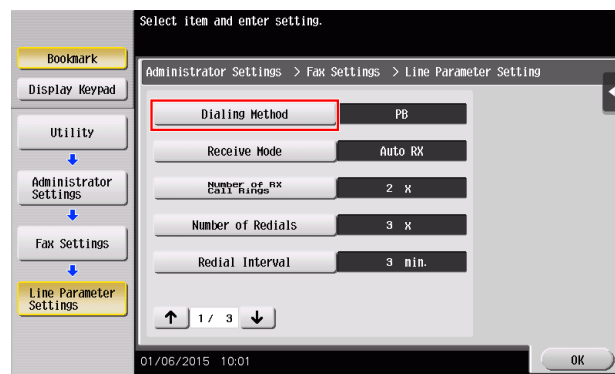 Select item and enter setting.
Bookmark
Display Keypad
Utility
Administrator
Settings
Fax Settings
Line Parameter
Settings
Administrator Settings > Fax Settings > Line Parameter Setting
Dialing Method PB
Receive Mode Auto RX
Number of RX
Call Rings 2 X
Number of Redials 3 X
Redial Interval 3 min.
↑ 1/ 3 ↓
01/06/2015 10:01
OK